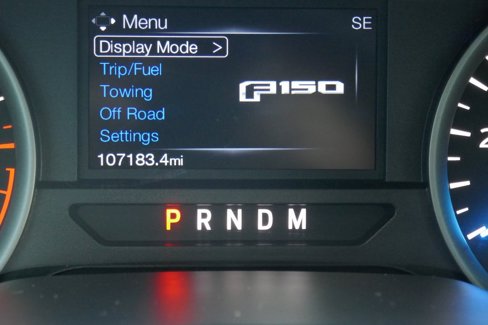 Menu SE
Display Mode >
Trip/Fuel
Towing
F150
Off Road
Settings
107183.4mi
P R N D M